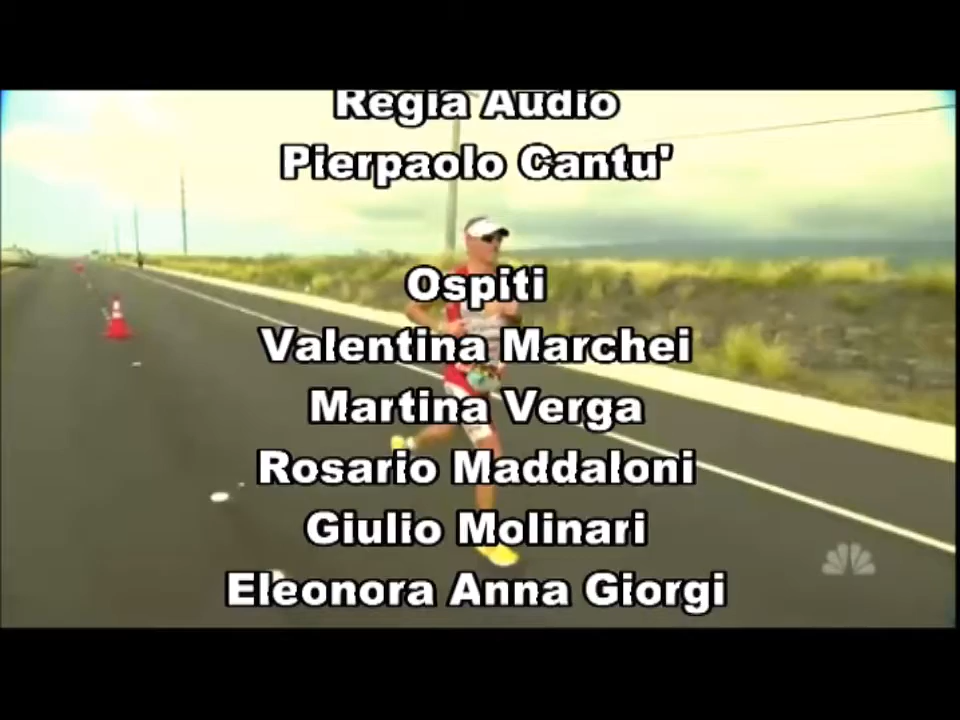 Regia Audio
Pierpaolo Cantu'
Ospiti
Valentina Marchei
Martina Verga
Rosario Maddaloni
Giulio Molinari
Eleonora Anna Giorgi